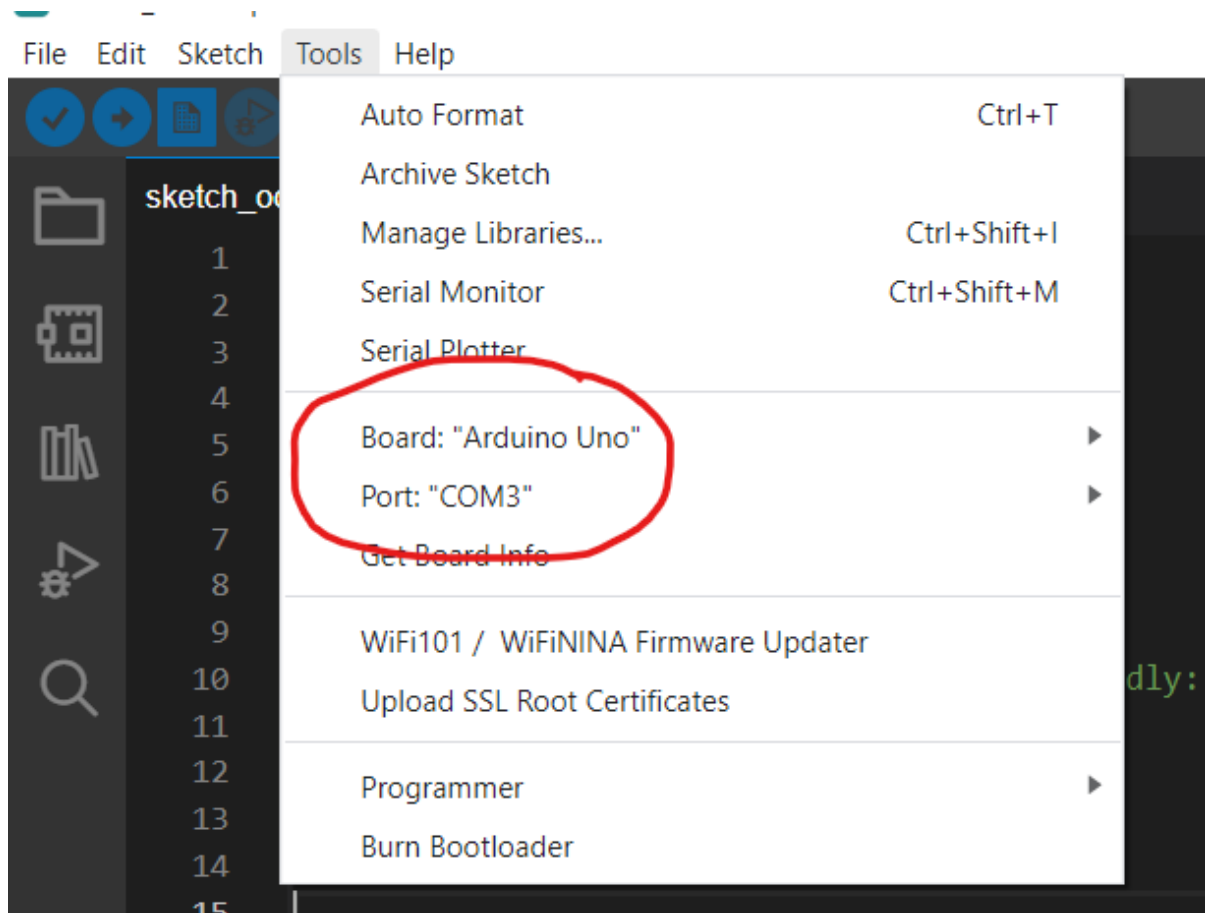 File Edit Sketch Tools Help
Auto Format Ctrl+T
Archive Sketch
sketch_oc
Manage Libraries... Ctrl+Shift+I
1
Serial Monitor Ctrl+Shift+M
2
Serial Plotter
3
4
Board: "Arduino Uno"
5
Port: "COM3"
6
7
Get Board Info
8
9
WiFi101 / WiFiNINA Firmware Updater
10
dly:
Upload SSL Root Certificates
11
12
Programmer
13
Burn Bootloader
14
15